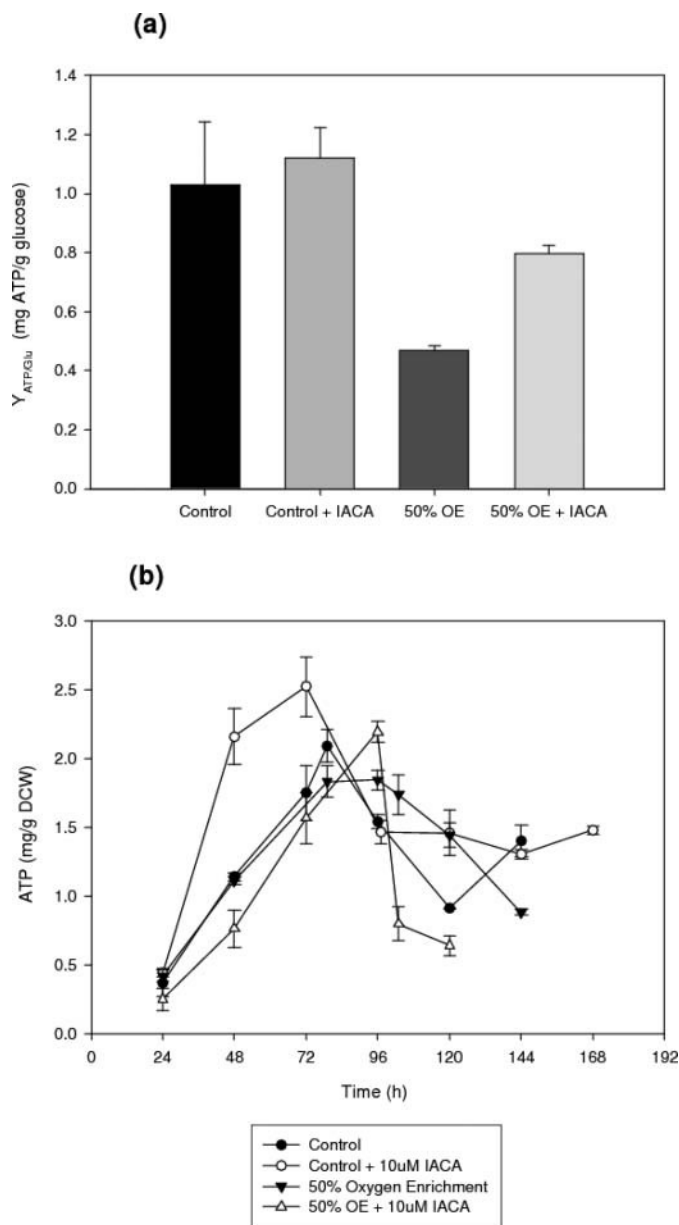 (a)
Y_ATP/Glu (mg ATP/g glucose)
1.4
1.2
1.0
0.8
0.6
0.4
0.2
0.0
Control Control + IACA 50% OE 50% OE + IACA
(b)
ATP (mg/g DCW)
3.0
2.5
2.0
1.5
1.0
0.5
0.0
0 24 48 72 96 120 144 168 192
Time (h)
Control
Control + 10uM IACA
50% Oxygen Enrichment
50% OE + 10uM IACA